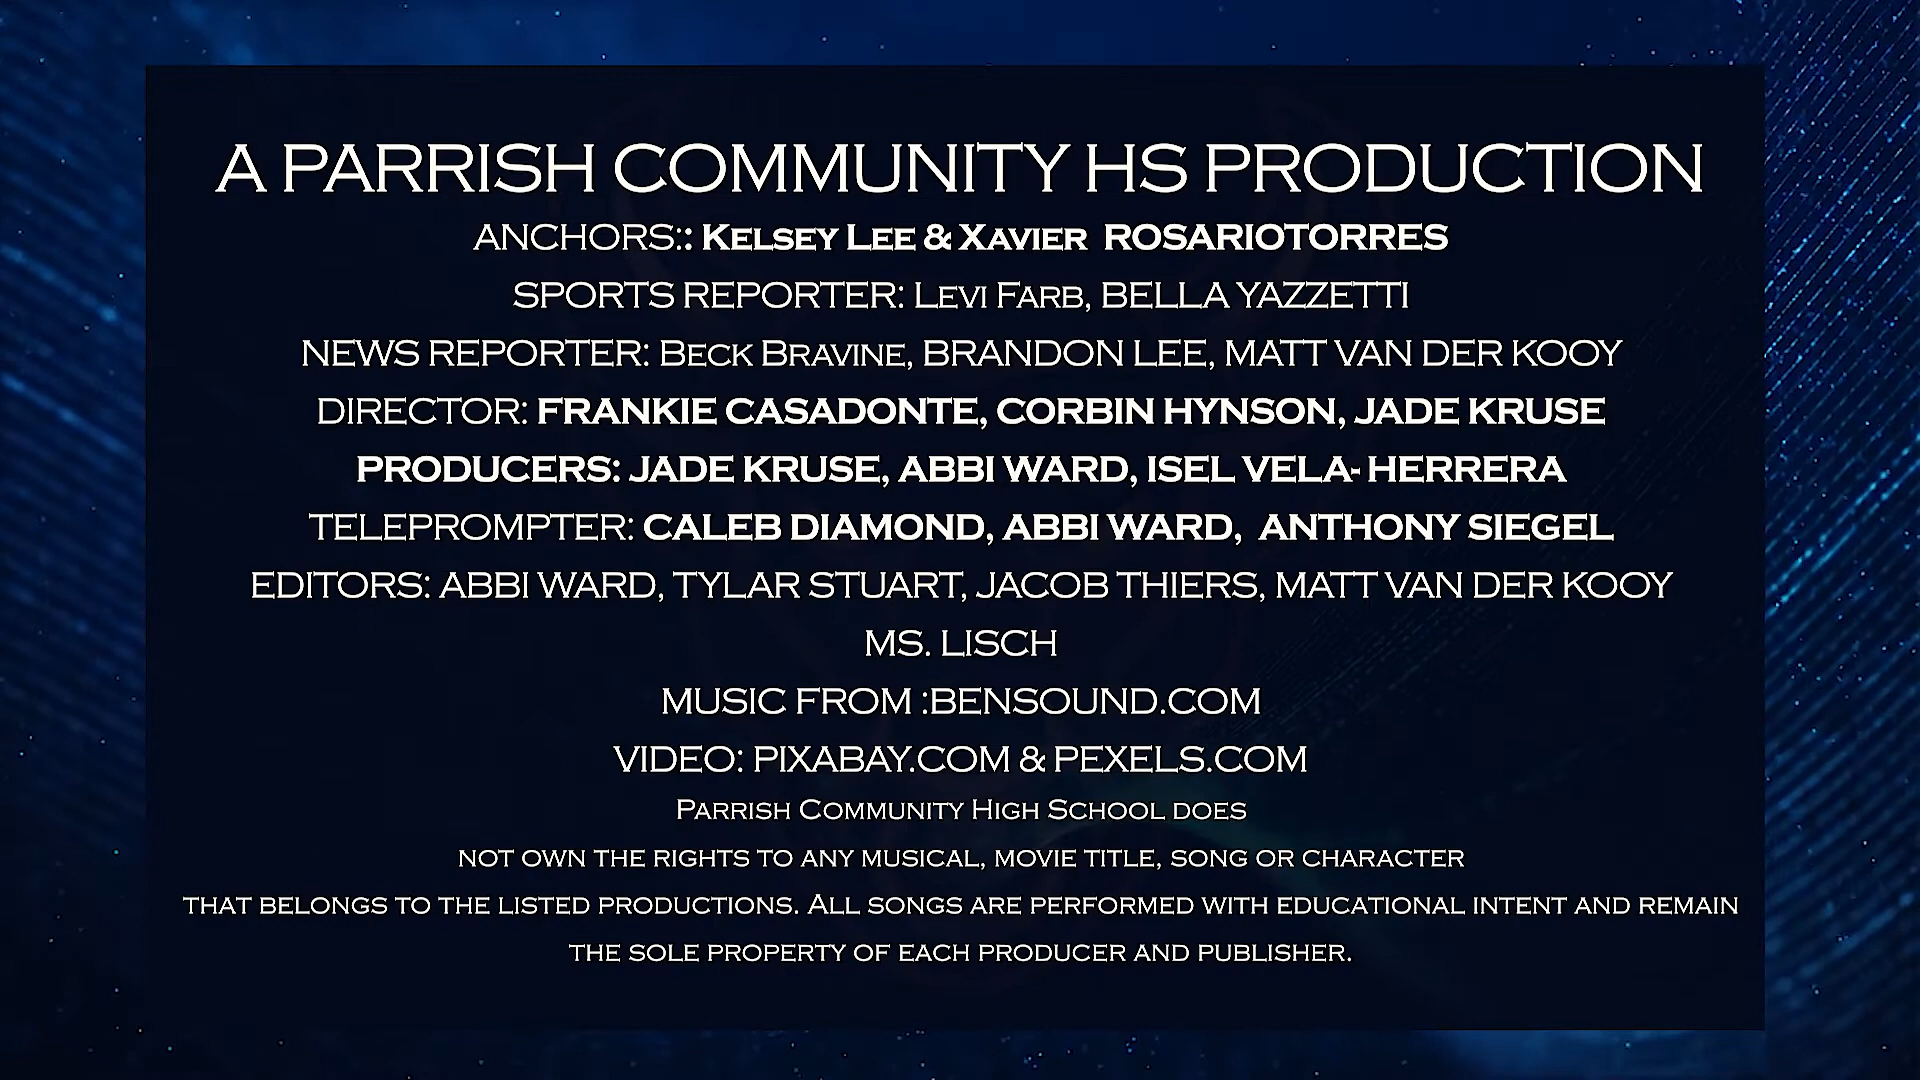 A PARRISH COMMUNITY HS PRODUCTION
ANCHORS:: Kelsey Lee & Xavier ROSARIOTORRES
SPORTS REPORTER: Levi Farb, BELLA YAZZETTI
NEWS REPORTER: Beck Bravine, BRANDON LEE, MATT VAN DER KOOY
DIRECTOR: FRANKIE CASADONTE, CORBIN HYNSON, JADE KRUSE
PRODUCERS: JADE KRUSE, ABBI WARD, ISEL VELA- HERRERA
TELEPROMPTER: CALEB DIAMOND, ABBI WARD, ANTHONY SIEGEL
EDITORS: ABBI WARD, TYLAR STUART, JACOB THIERS, MATT VAN DER KOOY
MS. LISCH
MUSIC FROM :BENSOUND.COM
VIDEO: PIXABAY.COM & PEXELS.COM
Parrish Community High School does
not own the rights to any musical, movie title, song or character
that belongs to the listed productions. All songs are performed with educational intent and remain
the sole property of each producer and publisher.